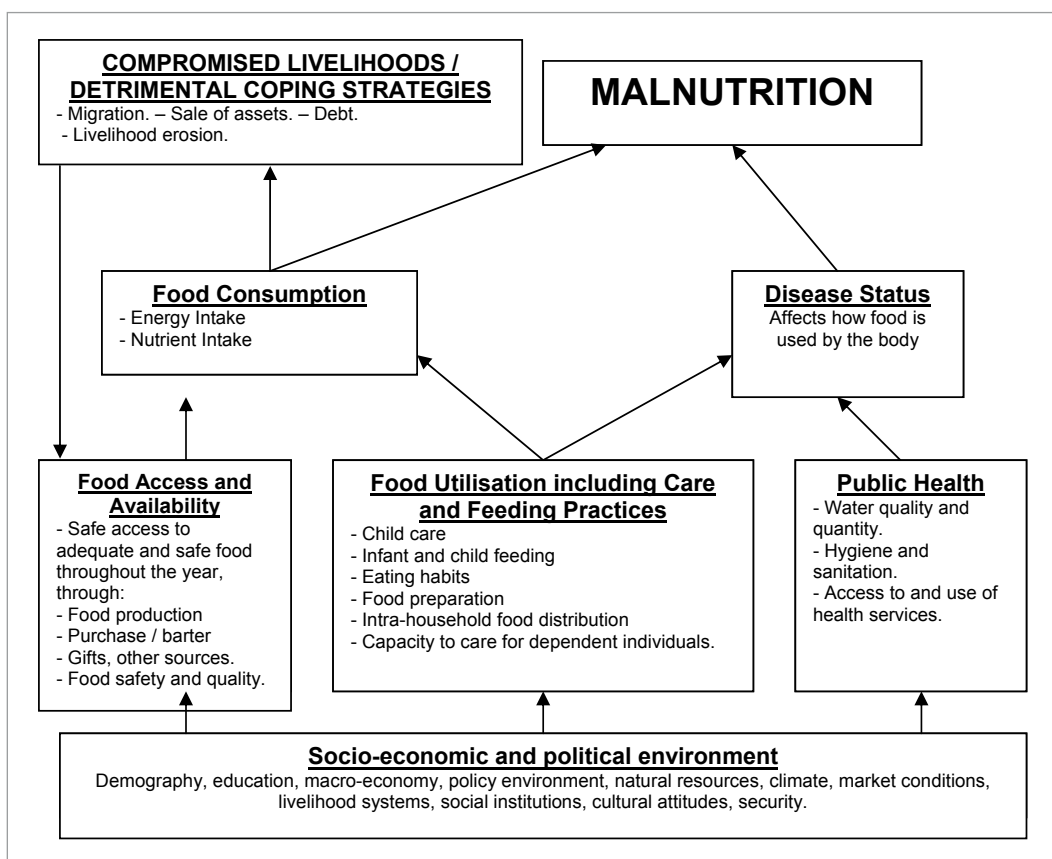 COMPROMISED LIVELIHOODS /
DETRIMENTAL COPING STRATEGIES
- Migration. – Sale of assets. – Debt.
- Livelihood erosion.
MALNUTRITION
Food Consumption
- Energy Intake
- Nutrient Intake
Disease Status
Affects how food is
used by the body
Food Access and
Availability
- Safe access to
adequate and safe food
throughout the year,
through:
- Food production
- Purchase / barter
- Gifts, other sources.
- Food safety and quality.
Food Utilisation including Care
and Feeding Practices
- Child care
- Infant and child feeding
- Eating habits
- Food preparation
- Intra-household food distribution
- Capacity to care for dependent individuals.
Public Health
- Water quality and
quantity.
- Hygiene and
sanitation.
- Access to and use of
health services.
Socio-economic and political environment
Demography, education, macro-economy, policy environment, natural resources, climate, market conditions,
livelihood systems, social institutions, cultural attitudes, security.